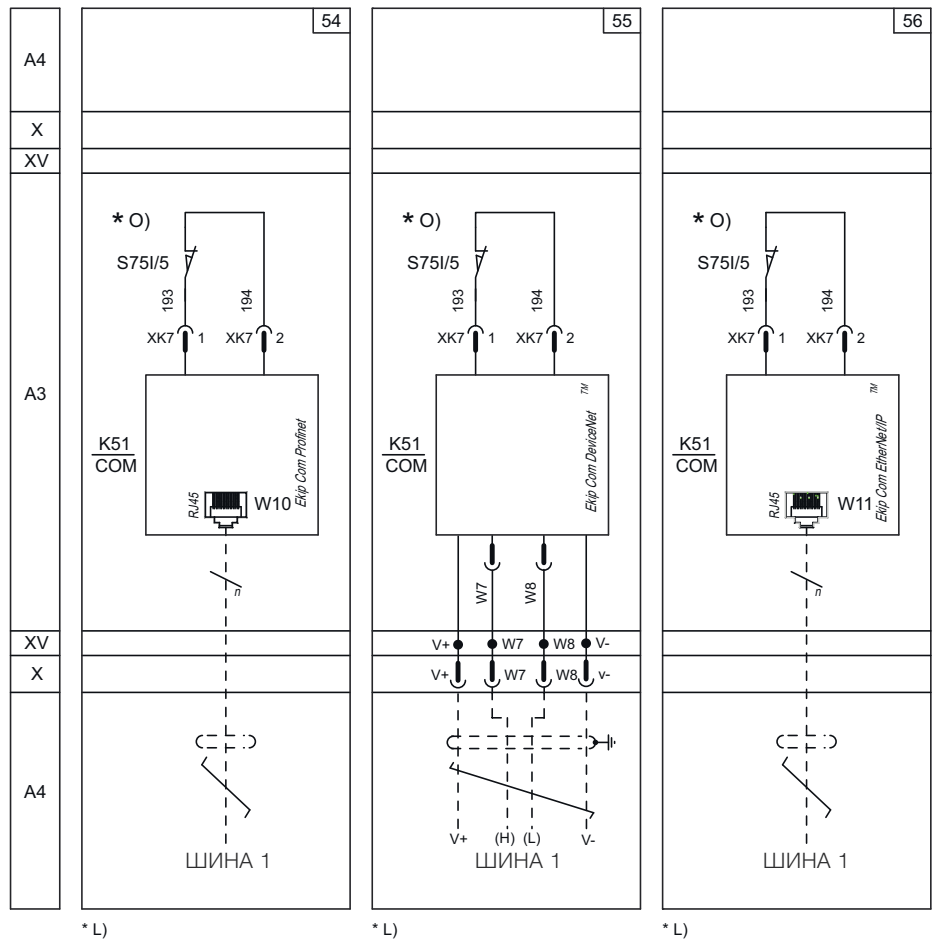 54
55
56
A4
X
XV
A3
XV
X
A4
* O)
S75I/5
193
194
XK7
1
XK7
2
K51
COM
Ekip Com Profinet
RJ45
W10
n
ШИНА 1
* L)
* O)
S75I/5
193
194
XK7
1
XK7
2
K51
COM
Ekip Com DeviceNet TM
W7
W8
V+
W7
W8
V-
V+
W7
W8
v-
V+
(H)
(L)
V-
ШИНА 1
* L)
* O)
S75I/5
193
194
XK7
1
XK7
2
K51
COM
Ekip Com EtherNet/IP TM
RJ45
W11
n
ШИНА 1
* L)